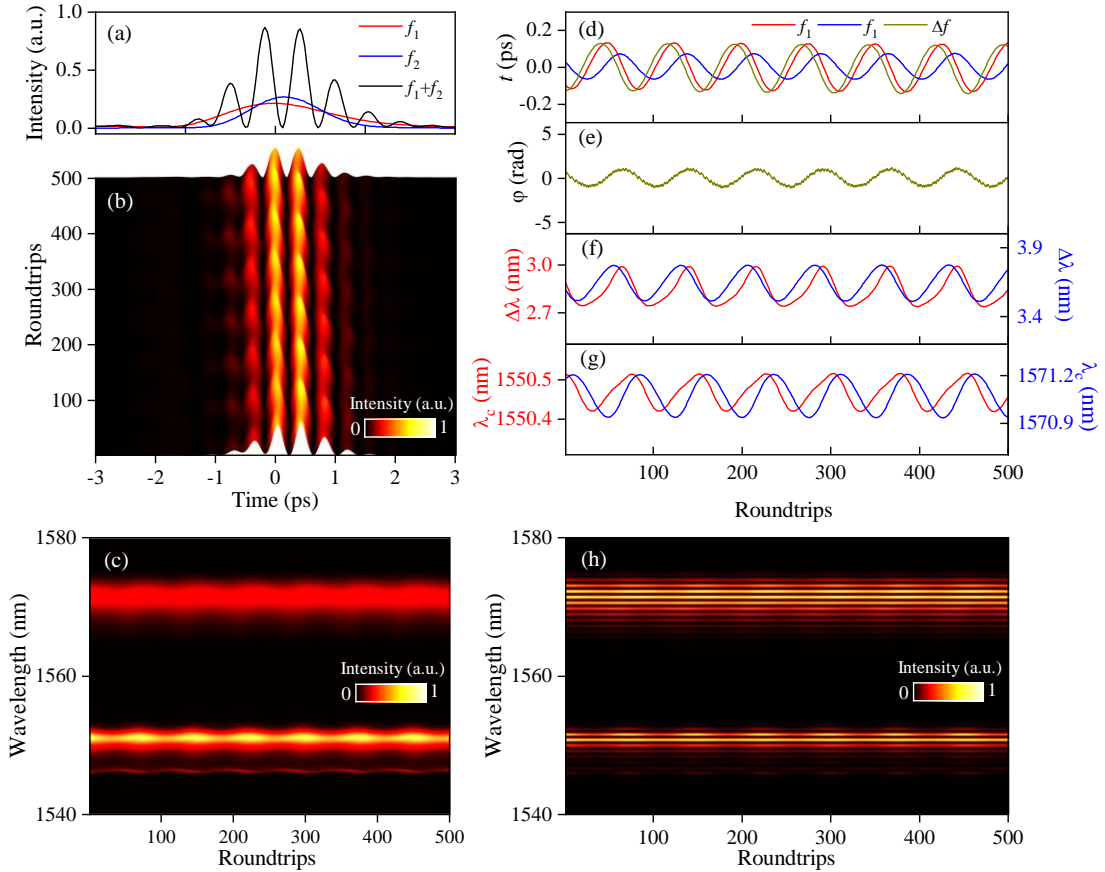 (a)
Intensity (a.u.)
1.0
0.5
0.0
f1
f2
f1+f2
(b)
Roundtrips
500
400
300
200
100
Intensity (a.u.)
0 1
-3 -2 -1 0 1 2 3
Time (ps)
(c)
Wavelength (nm)
1580
1560
1540
Intensity (a.u.)
0 1
100 200 300 400 500
Roundtrips
f1 f1 Δf
(d)
t (ps)
0.2
0.0
-0.2
(e)
φ (rad)
5
0
-5
(f)
Δλ (nm)
3.0
2.7
3.9
3.4
Δλ (nm)
(g)
λc (nm)
1550.5
1550.4
1571.2
1570.9
λc (nm)
100 200 300 400 500
Roundtrips
(h)
Wavelength (nm)
1580
1560
1540
Intensity (a.u.)
0 1
100 200 300 400 500
Roundtrips